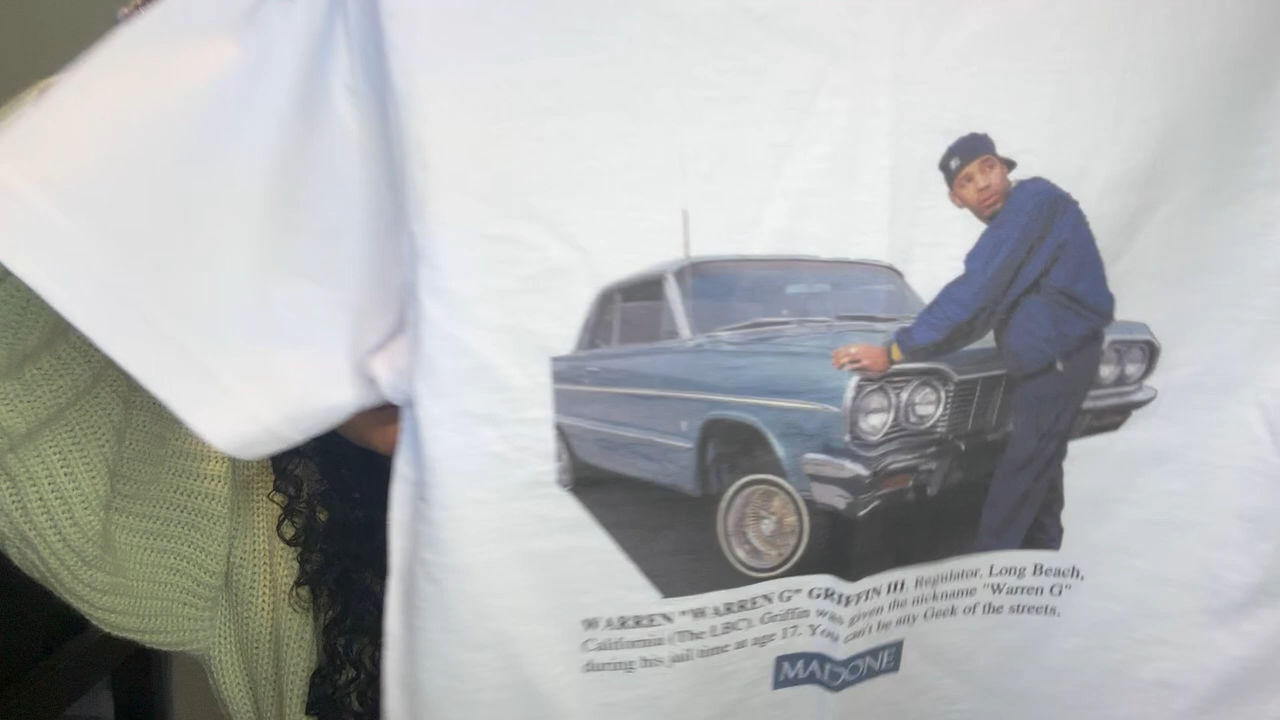 WARREN "WARREN G" GRIFFIN III. Regulator, Long Beach,
California (The LBC). Griffin was given the nickname "Warren G"
during his jail time at age 17. You can't be any Geek of the streets.
MADSONE